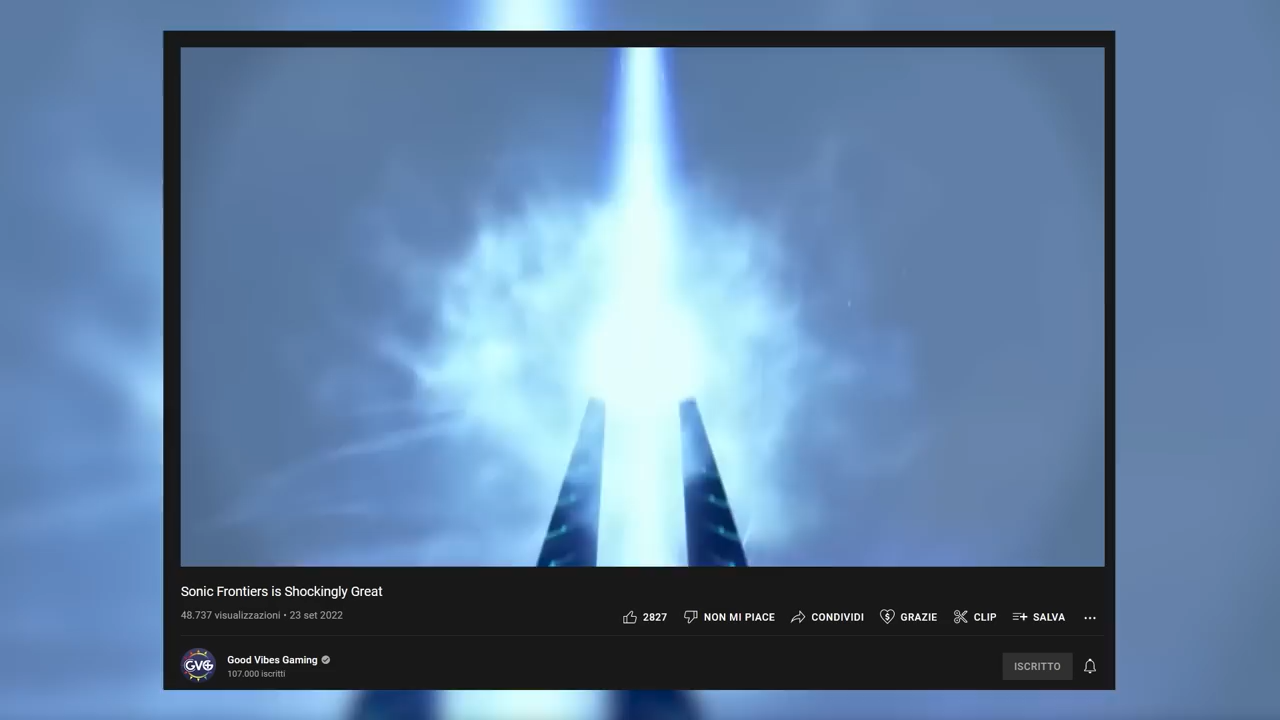 Sonic Frontiers is Shockingly Great
48.737 visualizzazioni • 23 set 2022
2827 NON MI PIACE CONDIVIDI GRAZIE CLIP SALVA
GVG
Good Vibes Gaming
107.000 iscritti
ISCRITTO